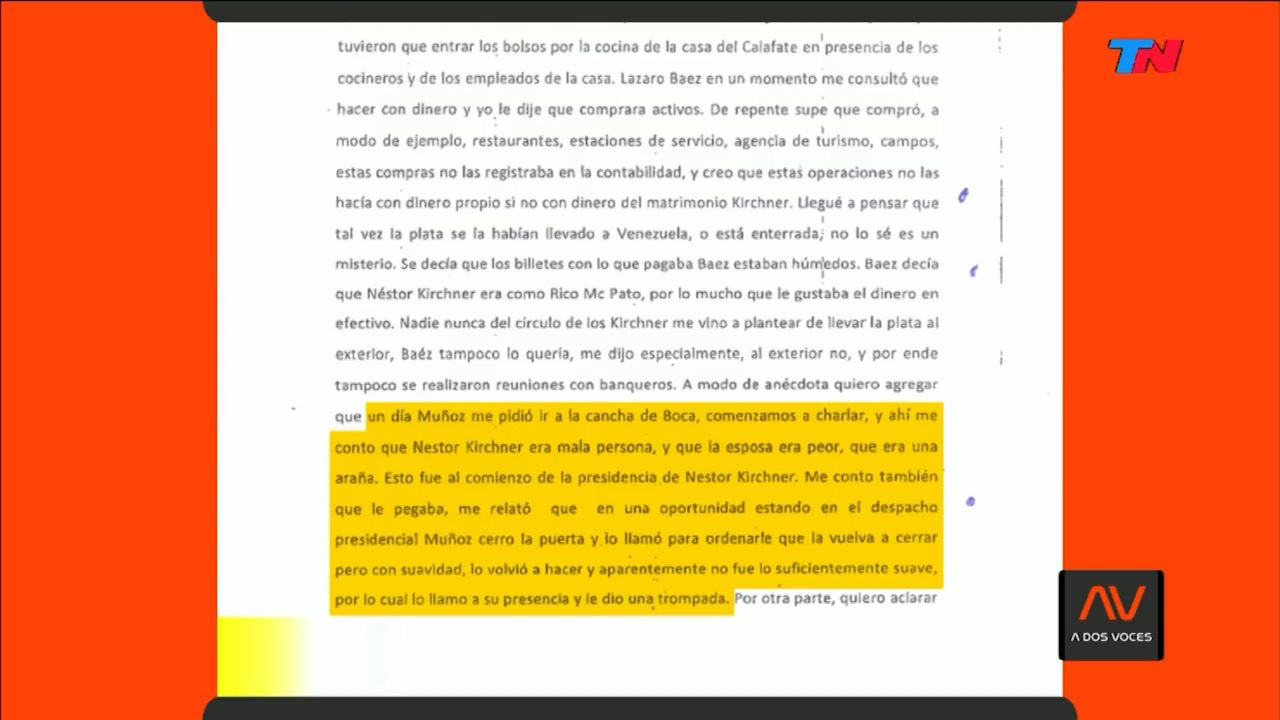 tuvieron que entrar los bolsos por la cocina de la casa del Calafate en presencia de los
cocineros y de los empleados de la casa. Lazaro Baez en un momento me consultó que
hacer con dinero y yo le dije que comprara activos. De repente supe que compró, a
modo de ejemplo, restaurantes, estaciones de servicio, agencia de turismo, campos,
estas compras no las registraba en la contabilidad, y creo que estas operaciones no las
hacía con dinero propio si no con dinero del matrimonio Kirchner. Llegué a pensar que
tal vez la plata se la habían llevado a Venezuela, o está enterrada, no lo sé es un
misterio. Se decía que los billetes con lo que pagaba Baez estaban húmedos. Baez decía
que Néstor Kirchner era como Rico Mc Pato, por lo mucho que le gustaba el dinero en
efectivo. Nadie nunca del círculo de los Kirchner me vino a plantear de llevar la plata al
exterior, Baéz tampoco lo quería, me dijo especialmente, al exterior no, y por ende
tampoco se realizaron reuniones con banqueros. A modo de anécdota quiero agregar
que un día Muñoz me pidió ir a la cancha de Boca, comenzamos a charlar, y ahí me
conto que Nestor Kirchner era mala persona, y que la esposa era peor, que era una
araña. Esto fue al comienzo de la presidencia de Nestor Kirchner. Me conto también
que le pegaba, me relató que en una oportunidad estando en el despacho
presidencial Muñoz cerro la puerta y lo llamó para ordenarle que la vuelva a cerrar
pero con suavidad, lo volvió a hacer y aparentemente no fue lo suficientemente suave,
por lo cual lo llamo a su presencia y le dio una trompada. Por otra parte, quiero aclarar
TN
AV
A DOS VOCES